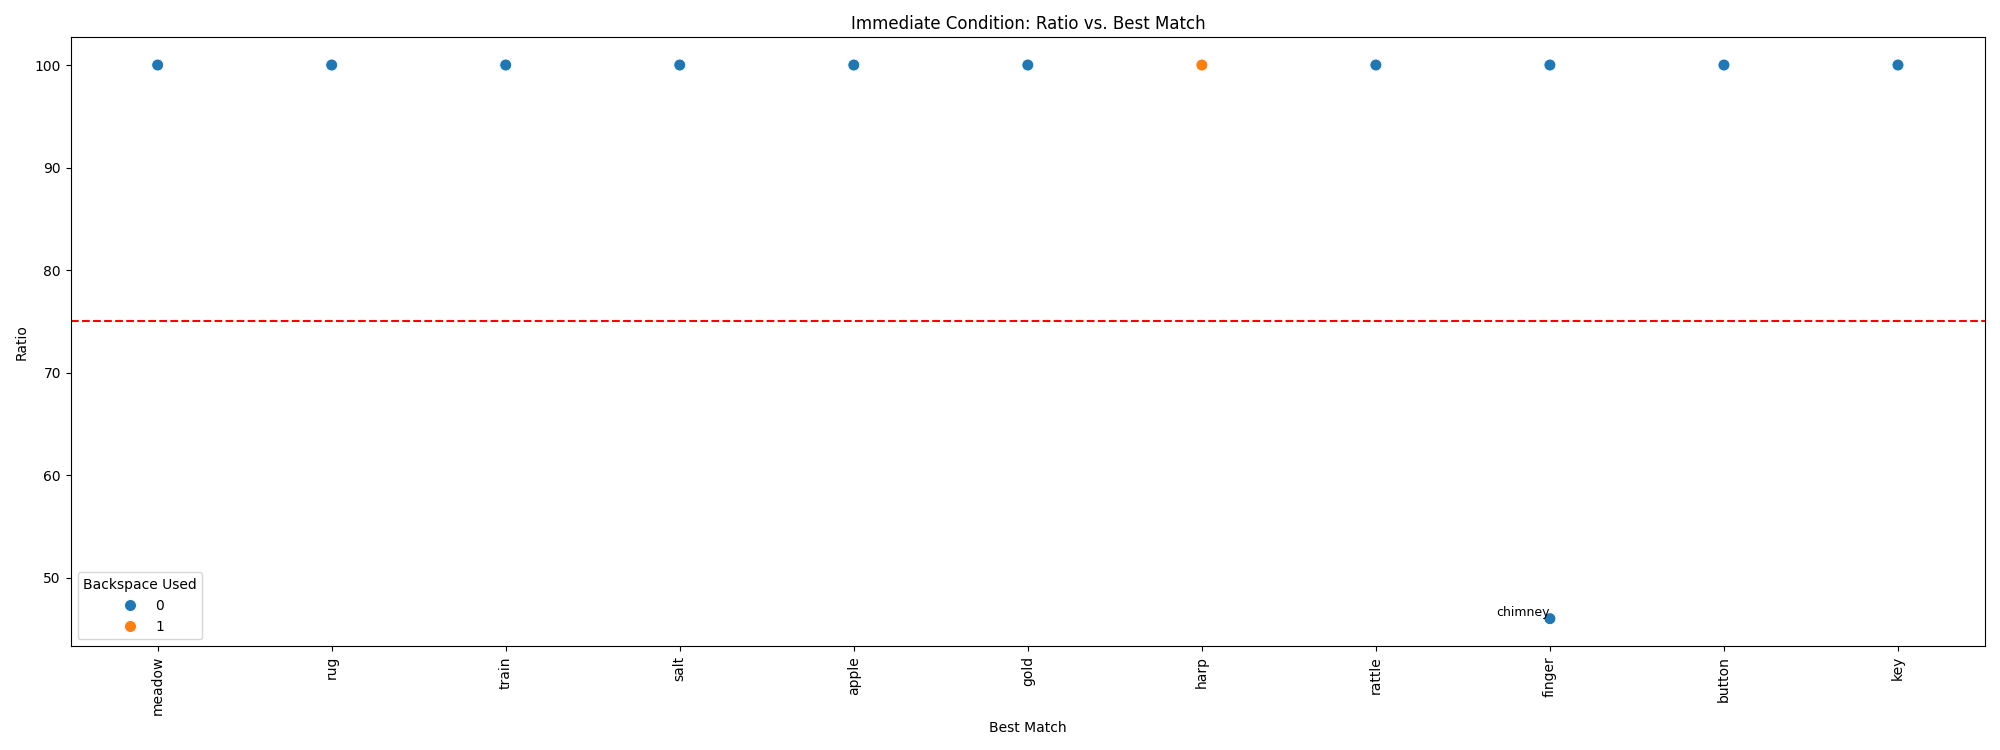 Immediate Condition: Ratio vs. Best Match
Ratio
100
90
80
70
60
50
chimney
Backspace Used
0
1
meadow
rug
train
salt
apple
gold
harp
rattle
finger
button
key
Best Match